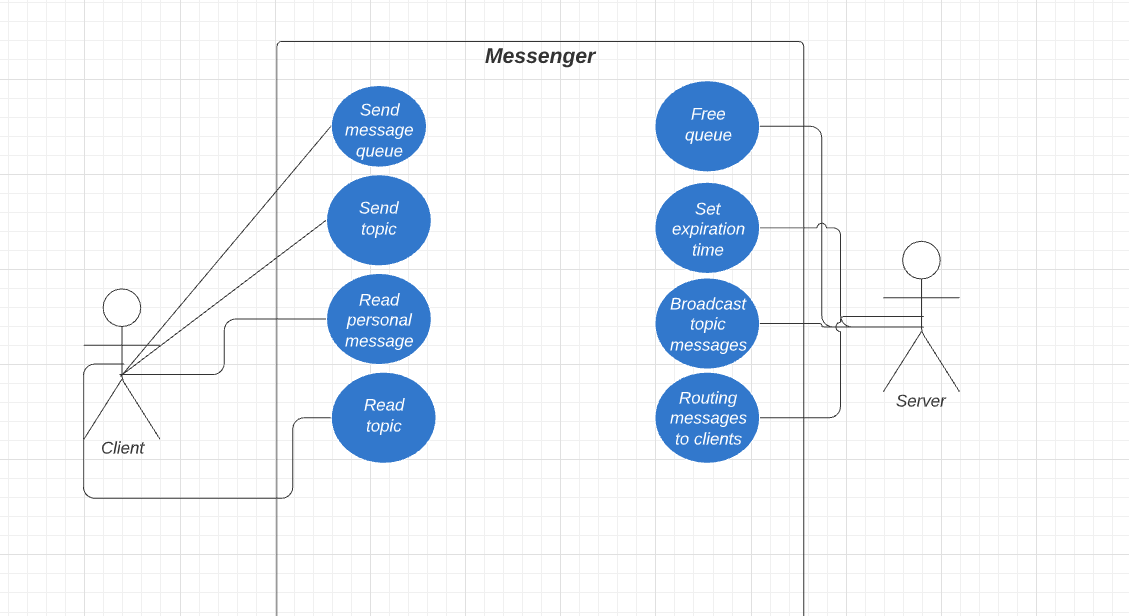 Messenger
Send
message
queue
Send
topic
Read
personal
message
Read
topic
Free
queue
Set
expiration
time
Broadcast
topic
messages
Routing
messages
to clients
Client
Server